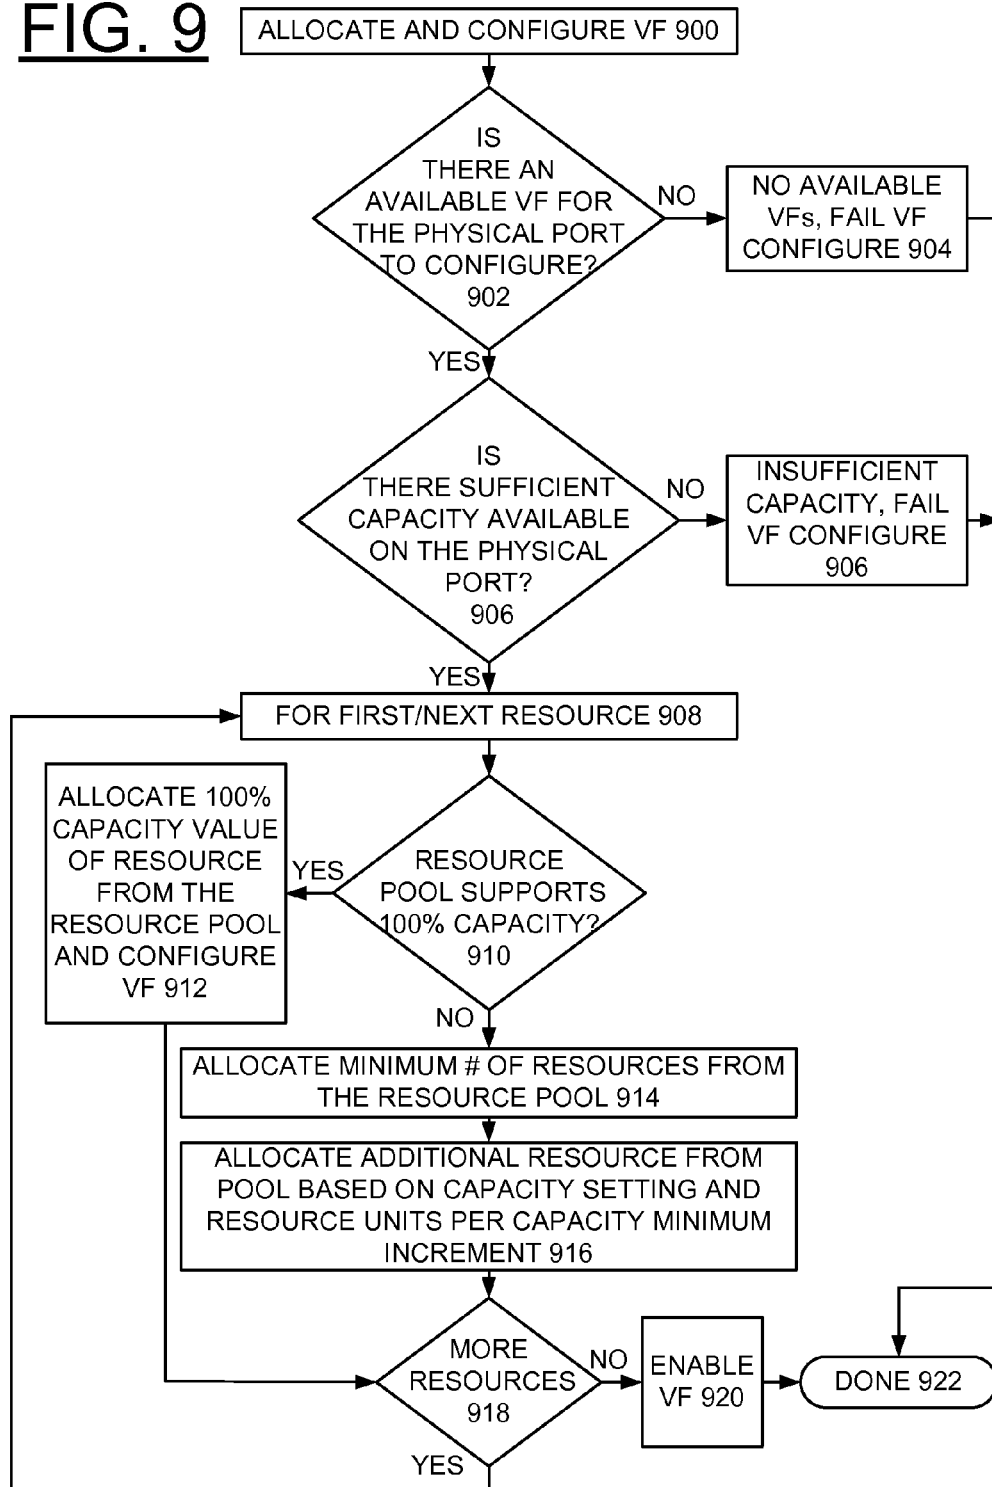 FIG. 9
ALLOCATE AND CONFIGURE VF 900
IS
THERE AN
AVAILABLE VF FOR
THE PHYSICAL PORT
TO CONFIGURE?
902
NO
NO AVAILABLE
VFs, FAIL VF
CONFIGURE 904
YES
IS
THERE SUFFICIENT
CAPACITY AVAILABLE
ON THE PHYSICAL
PORT?
906
NO
INSUFFICIENT
CAPACITY, FAIL
VF CONFIGURE
906
YES
FOR FIRST/NEXT RESOURCE 908
RESOURCE
POOL SUPPORTS
100% CAPACITY?
910
YES
ALLOCATE 100%
CAPACITY VALUE
OF RESOURCE
FROM THE
RESOURCE POOL
AND CONFIGURE
VF 912
NO
ALLOCATE MINIMUM # OF RESOURCES FROM
THE RESOURCE POOL 914
ALLOCATE ADDITIONAL RESOURCE FROM
POOL BASED ON CAPACITY SETTING AND
RESOURCE UNITS PER CAPACITY MINIMUM
INCREMENT 916
MORE
RESOURCES
918
NO
ENABLE
VF 920
DONE 922
YES